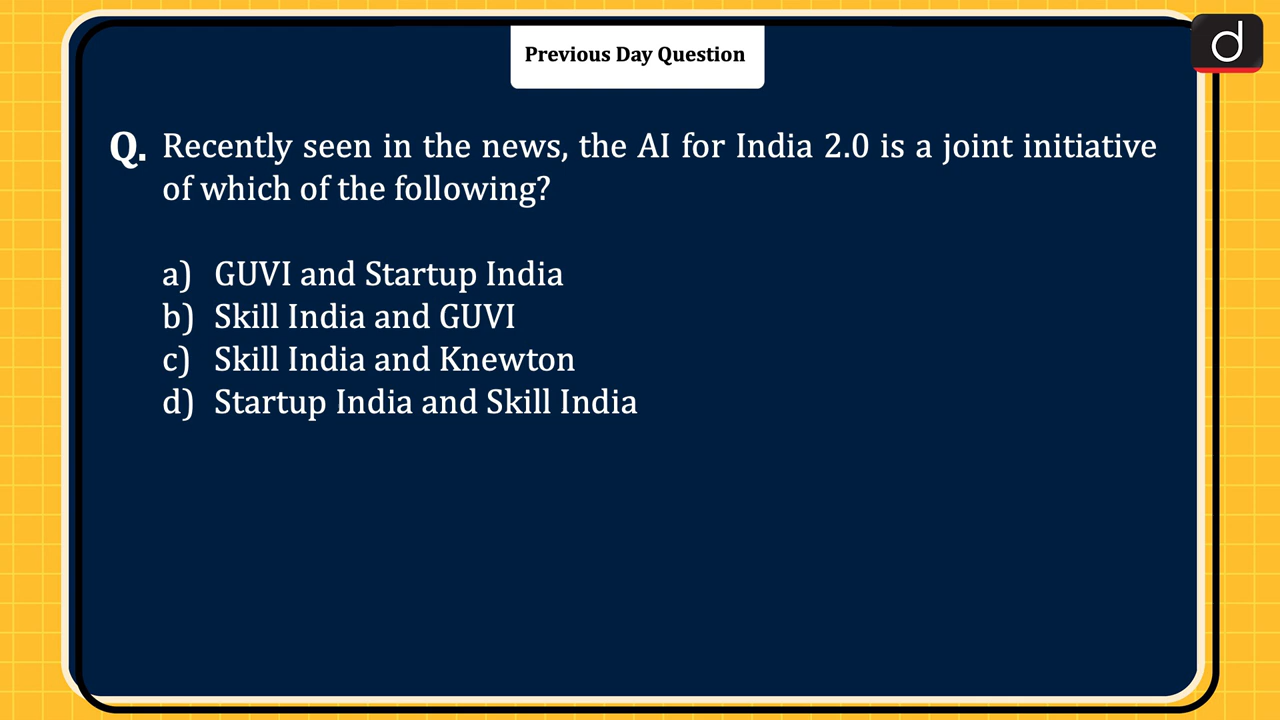 Previous Day Question
d
Q. Recently seen in the news, the AI for India 2.0 is a joint initiative
of which of the following?
a) GUVI and Startup India
b) Skill India and GUVI
c) Skill India and Knewton
d) Startup India and Skill India